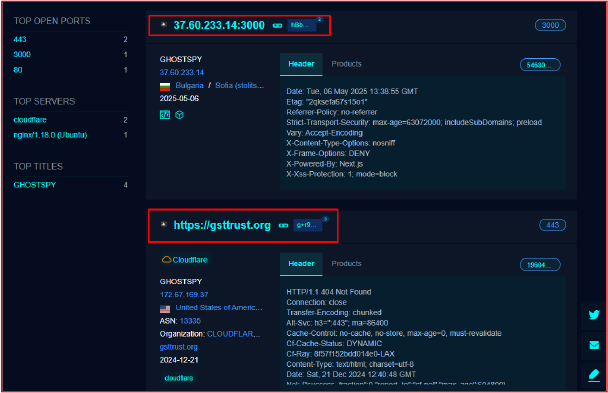 TOP OPEN PORTS
443 2
3000 1
80 1
TOP SERVERS
cloudflare 2
nginx/1.18.0 (Ubuntu) 1
TOP TITLES
GHOSTSPY 4
37.60.233.14:3000
3000
GHOSTSPY
37.60.233.14
Bulgaria / Sofia (stolits...
2025-05-06
Header Products
Date: Tue, 06 May 2025 13:38:55 GMT
Referrer-Policy: no-referrer
Strict-Transport-Security: max-age=63072000; includeSubDomains; preload
Vary: Accept-Encoding
X-Content-Type-Options: nosniff
X-Frame-Options: DENY
X-Powered-By: Next.js
X-Xss-Protection: 1; mode=block
https://gsttrust.org g+r9...
443
Cloudflare
GHOSTSPY
172.67.169.37
United States of Americ...
ASN: 13335
Organization: CLOUDFLAR...
gsttrust.org
2024-12-21
cloudflare
Header Products
19504...
HTTP/1.1 404 Not Found
Connection: close
Transfer-Encoding: chunked
Alt-Svc: h3=":443"; ma=86400
Cache-Control: no-cache, no-store, max-age=0, must-revalidate
Cf-Cache-Status: DYNAMIC
Cf-Ray: 8f57f152bdd014e0-LAX
Content-Type: text/html; charset=utf-8
Date: Sat, 21 Dec 2024 12:40:48 GMT